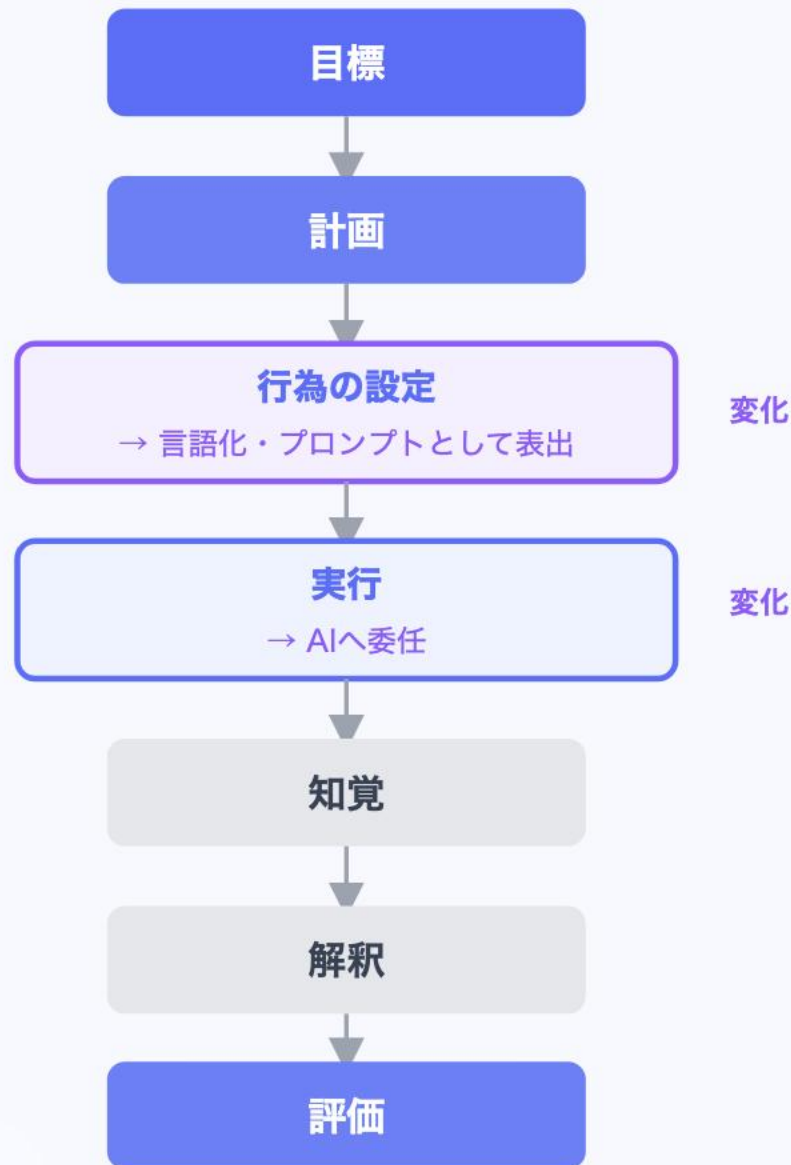 目標
計画
行為の設定
→ 言語化・プロンプトとして表出
変化
実行
→ AIへ委任
変化
知覚
解釈
評価